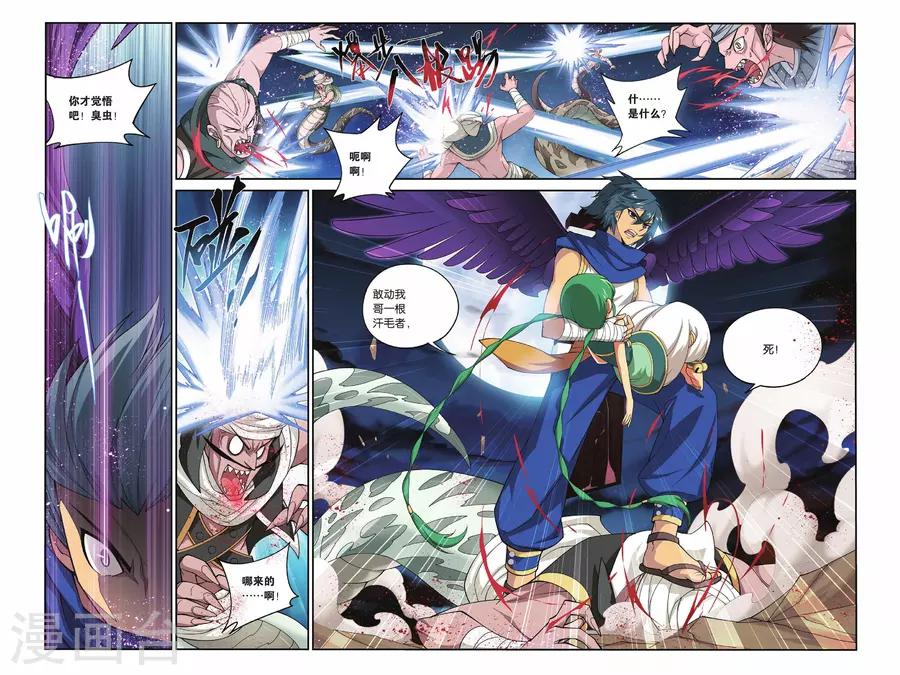 你才觉悟
吧！臭虫！
爆步八根踢
呃啊
啊！
什……
是什么？
唰
哪来的
……啊！
敢动我
哥一根
汗毛者，
死！
漫画台